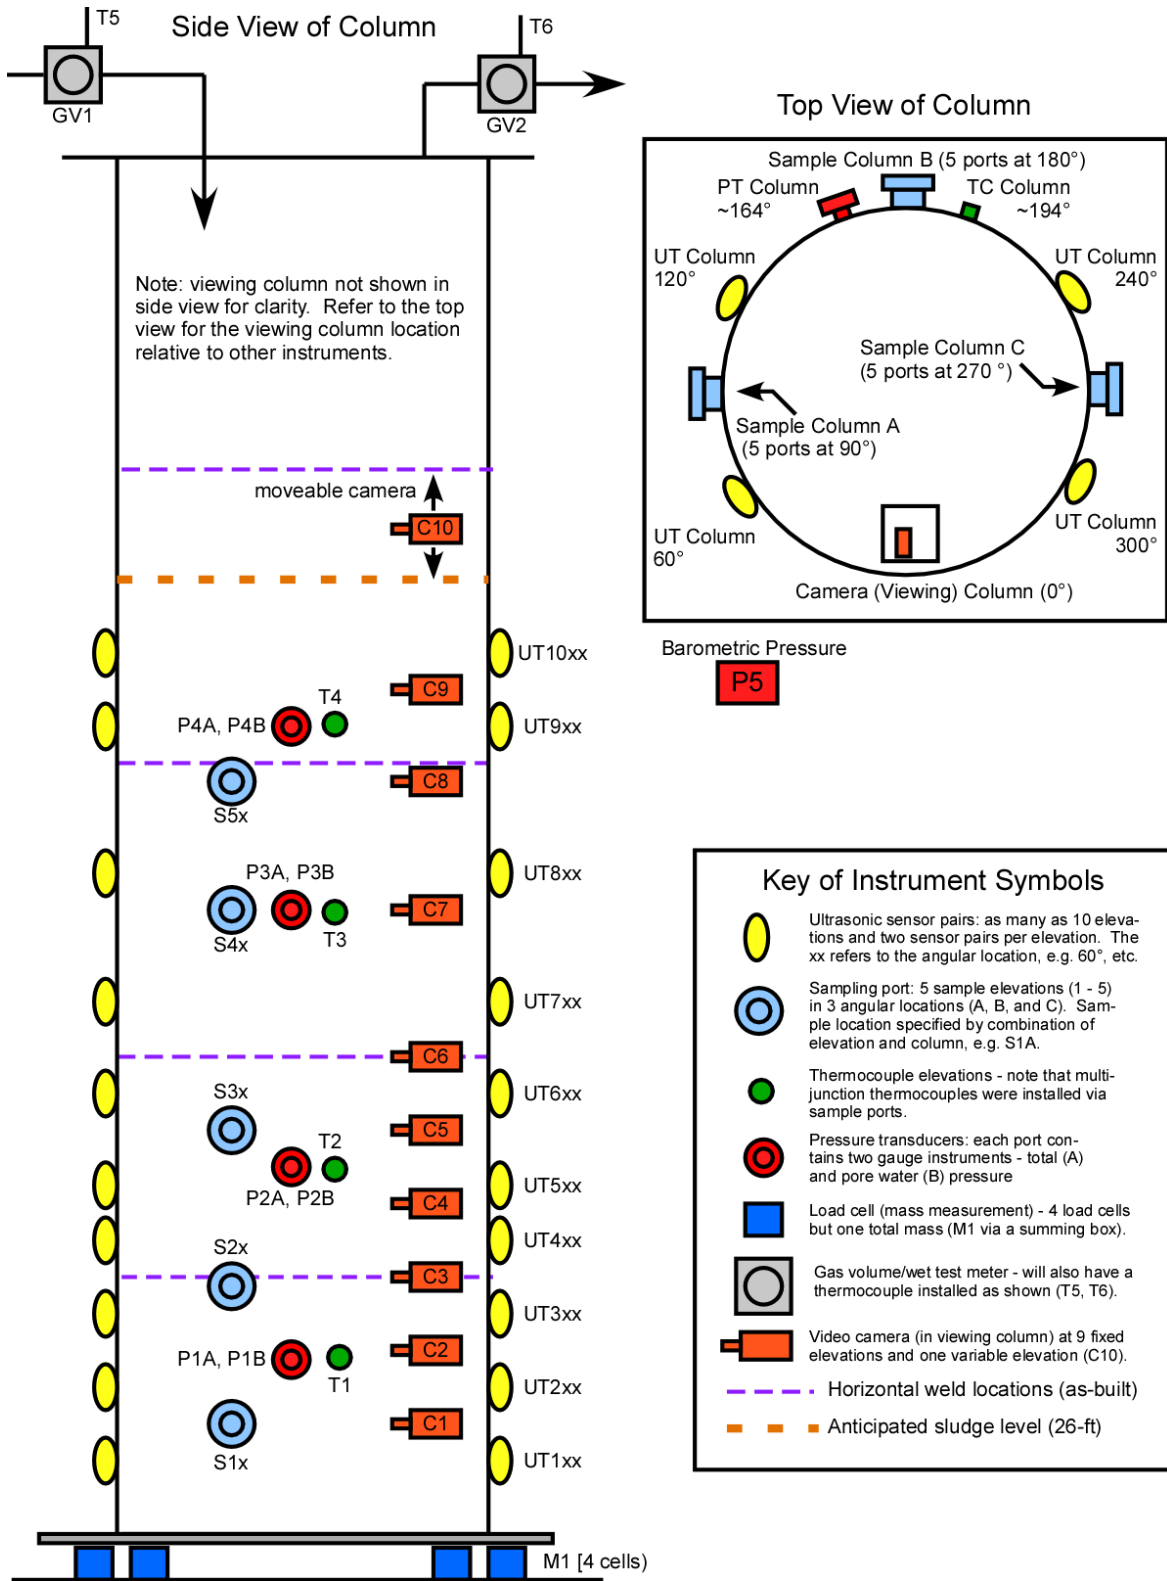 T5
Side View of Column
T6
GV1
GV2
Note: viewing column not shown in
side view for clarity.  Refer to the top
view for the viewing column location
relative to other instruments.
moveable camera
C10
UT10xx
C9
T4
P4A, P4B
UT9xx
C8
S5x
P3A, P3B
UT8xx
C7
S4x
T3
UT7xx
C6
S3x
UT6xx
C5
T2
P2A, P2B
UT5xx
C4
S2x
UT4xx
C3
UT3xx
P1A, P1B
C2
T1
UT2xx
C1
S1x
UT1xx
M1 [4 cells)
Top View of Column
Sample Column B (5 ports at 180°)
PT Column
~164°
TC Column
~194°
UT Column
120°
UT Column
240°
Sample Column C
(5 ports at 270 °)
Sample Column A
(5 ports at 90°)
UT Column
60°
UT Column
300°
Camera (Viewing) Column (0°)
Barometric Pressure
P5
Key of Instrument Symbols
Ultrasonic sensor pairs: as many as 10 eleva-
tions and two sensor pairs per elevation.  The
xx refers to the angular location, e.g. 60°, etc.
Sampling port: 5 sample elevations (1 - 5)
in 3 angular locations (A, B, and C).  Sam-
ple location specified by combination of
elevation and column, e.g. S1A.
Thermocouple elevations - note that multi-
junction thermocouples were installed via
sample ports.
Pressure transducers: each port con-
tains two gauge instruments - total (A)
and pore water (B) pressure
Load cell (mass measurement) - 4 load cells
but one total mass (M1 via a summing box).
Gas volume/wet test meter - will also have a
thermocouple installed as shown (T5, T6).
Video camera (in viewing column) at 9 fixed
elevations and one variable elevation (C10).
Horizontal weld locations (as-built)
Anticipated sludge level (26-ft)